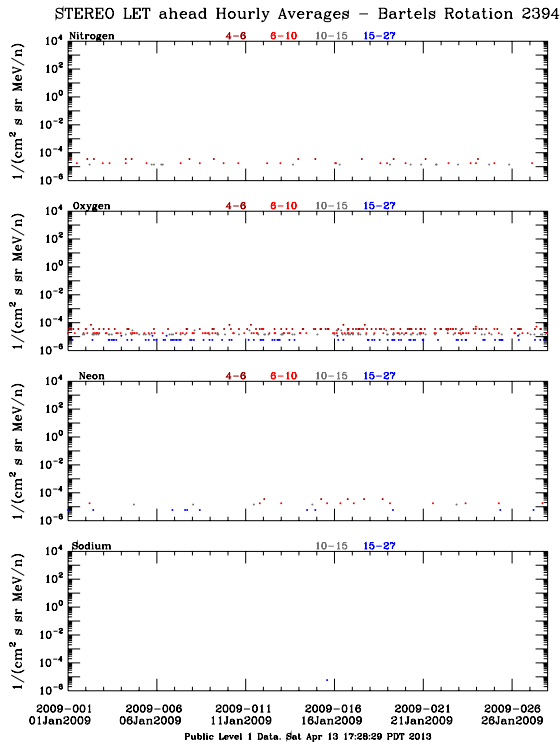 STEREO LET ahead Hourly Averages - Bartels Rotation 2394
Nitrogen 4-6 6-10 10-15 15-27
10^4
10^2
10^0
10^-2
10^-4
10^-6
1/(cm^2 s sr MeV/n)
Oxygen 4-6 6-10 10-15 15-27
10^4
10^2
10^0
10^-2
10^-4
10^-6
1/(cm^2 s sr MeV/n)
Neon 4-6 6-10 10-15 15-27
10^4
10^2
10^0
10^-2
10^-4
10^-6
1/(cm^2 s sr MeV/n)
Sodium 10-15 15-27
10^4
10^2
10^0
10^-2
10^-4
10^-6
1/(cm^2 s sr MeV/n)
2009-001 2009-006 2009-011 2009-016 2009-021 2009-026
01Jan2009 06Jan2009 11Jan2009 16Jan2009 21Jan2009 26Jan2009
Public Level 1 Data. Sat Apr 13 17:28:29 PDT 2013